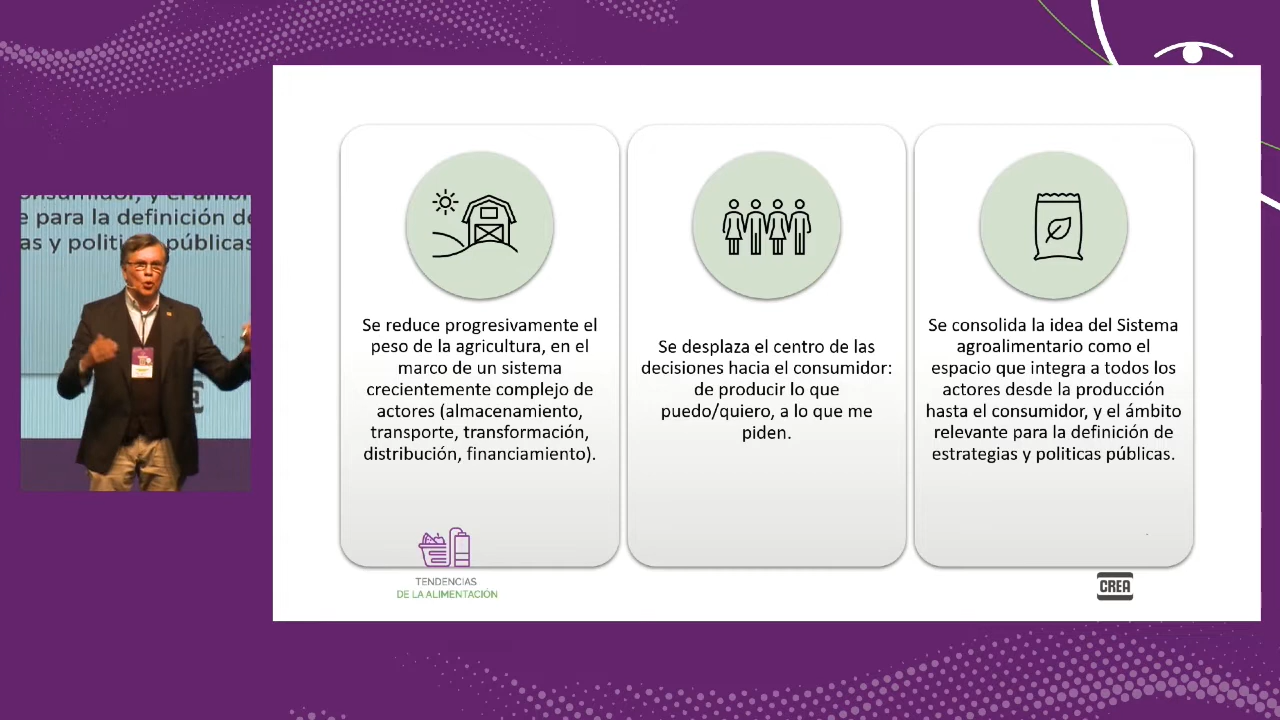 onsumidor, y el ámbi
e para la definición de
as y politi públicas
Se reduce progresivamente el
peso de la agricultura, en el
marco de un sistema
crecientemente complejo de
actores (almacenamiento,
transporte, transformación,
distribución, financiamiento).
Se desplaza el centro de las
decisiones hacia el consumidor:
de producir lo que
puedo/quiero, a lo que me
piden.
Se consolida la idea del Sistema
agroalimentario como el
espacio que integra a todos los
actores desde la producción
hasta el consumidor, y el ámbito
relevante para la definición de
estrategias y politicas públicas.
TENDENCIAS
DE LA ALIMENTACIÓN
CREA